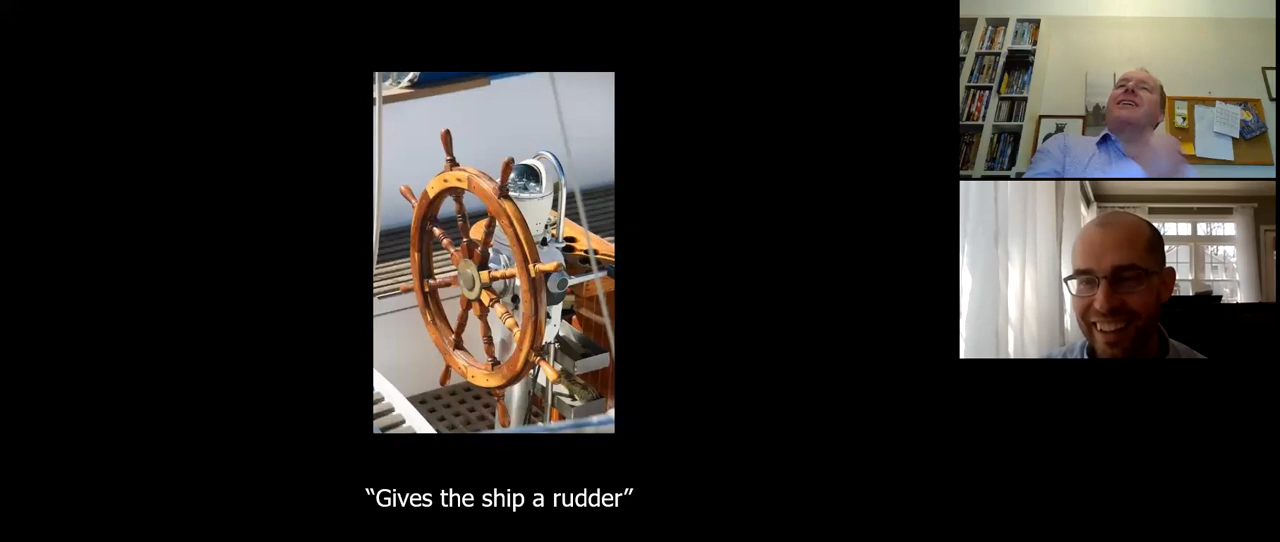 “Gives the ship a rudder”